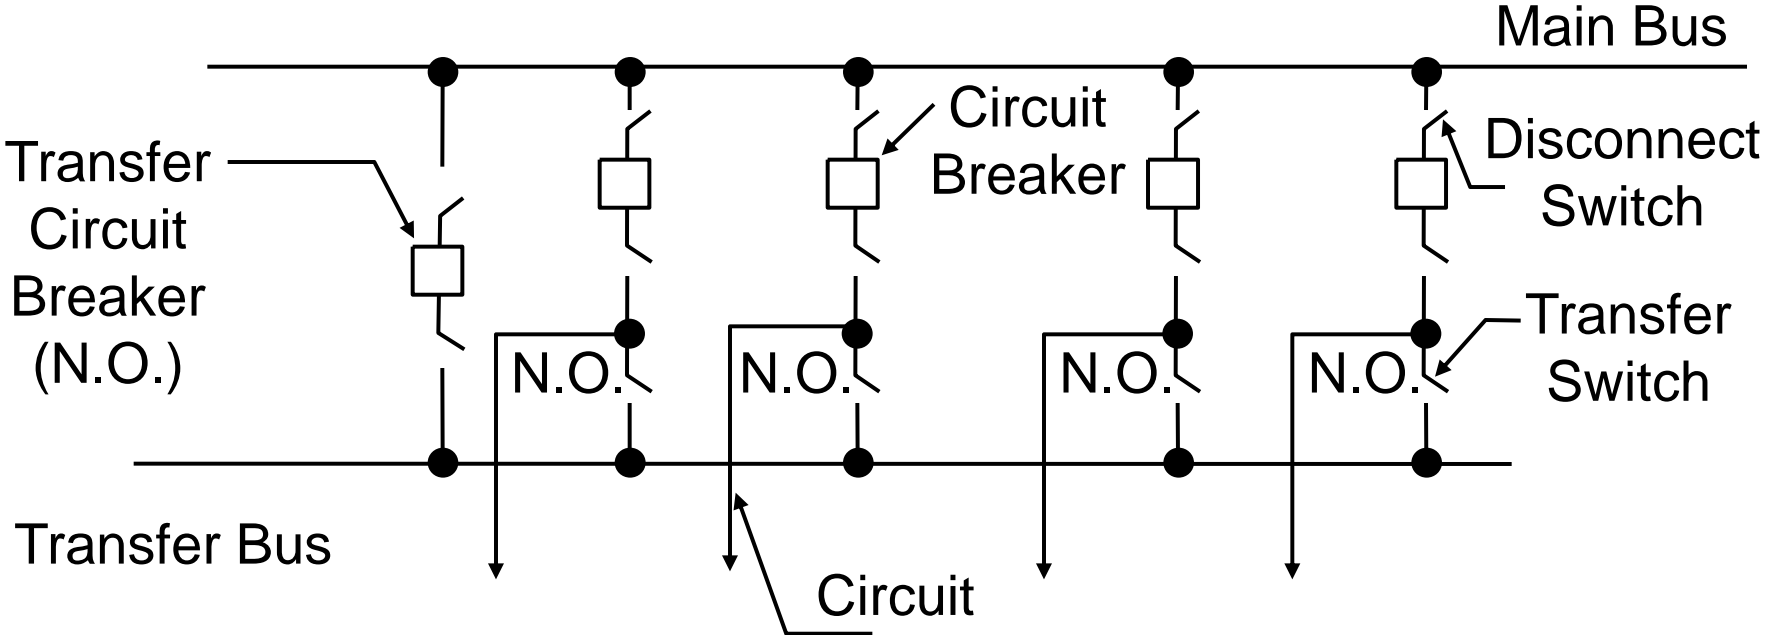 Main Bus
Circuit
Breaker
Disconnect
Switch
Transfer
Circuit
Breaker
(N.O.)
N.O.
N.O.
N.O.
N.O.
Transfer
Switch
Transfer Bus
Circuit